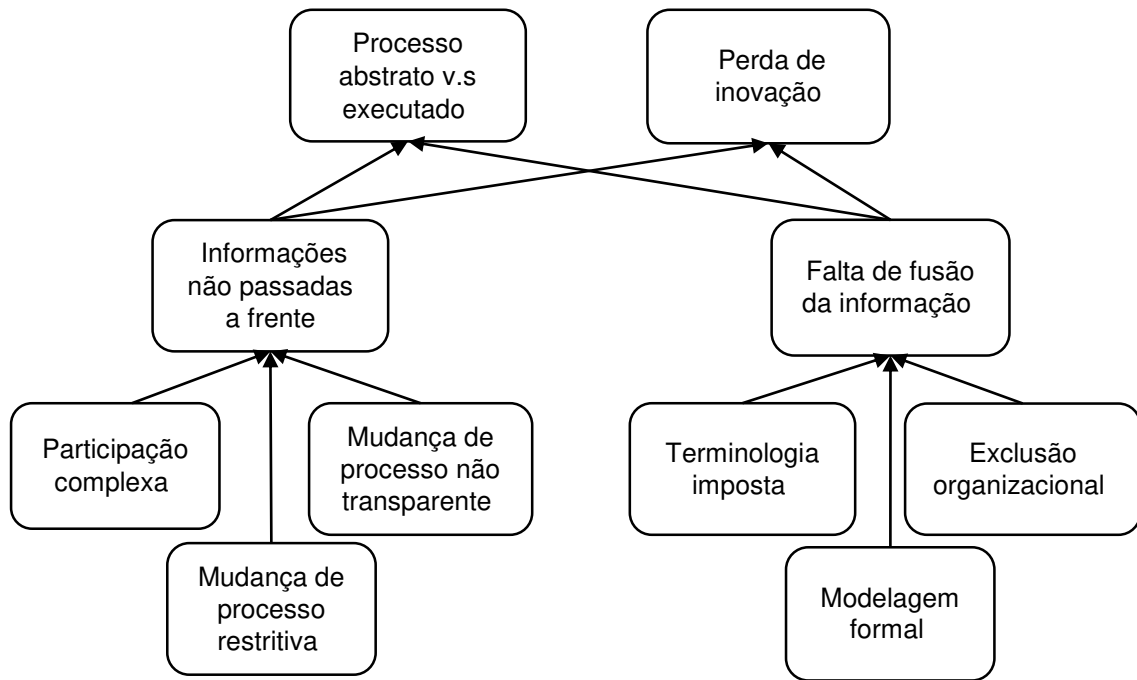 Processo
abstrato v.s
executado
Perda de
inovação
Informações
não passadas
a frente
Falta de fusão
da informação
Participação
complexa
Mudança de
processo não
transparente
Terminologia
imposta
Exclusão
organizacional
Mudança de
processo
restritiva
Modelagem
formal